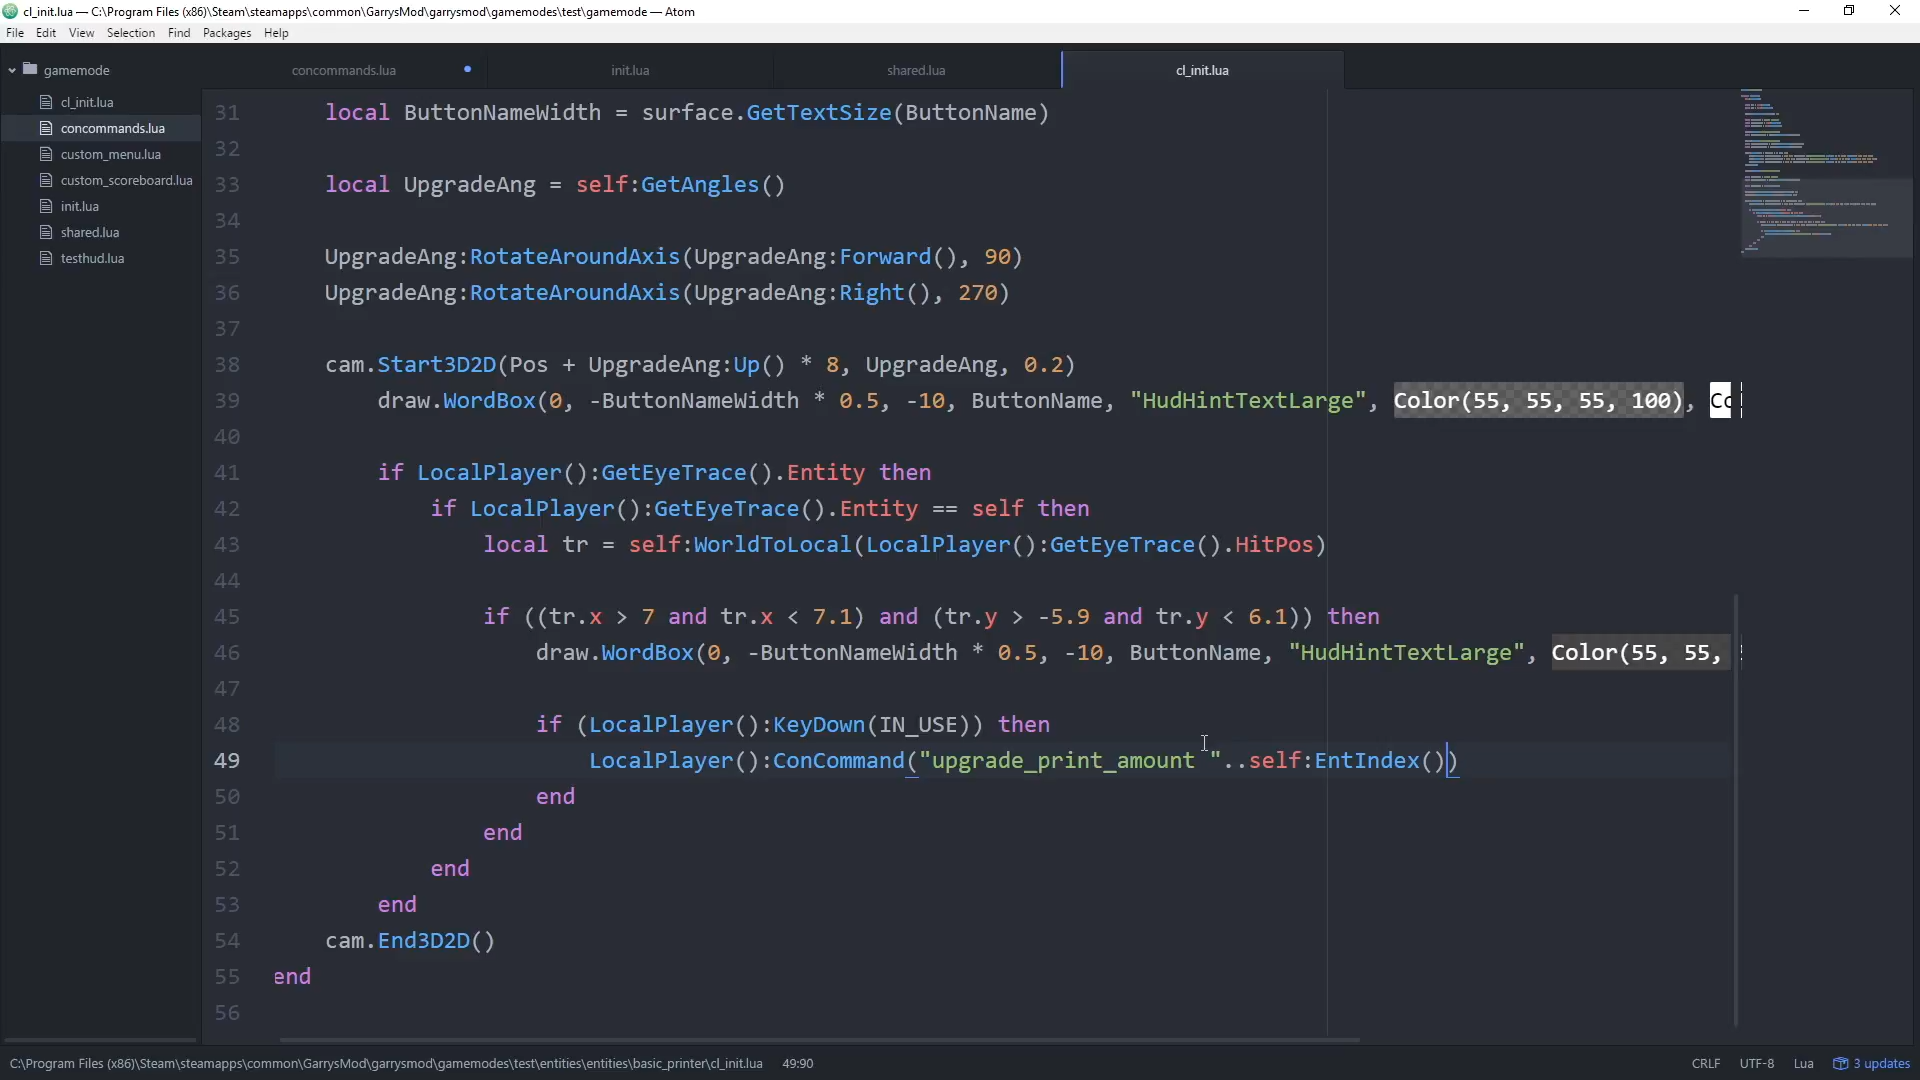 cl_init.lua — C:\Program Files (x86)\Steam\steamapps\common\GarrysMod\garrysmod\gamemodes\test\gamemode — Atom
File Edit View Selection Find Packages Help
gamemode
cl_init.lua
concommands.lua
custom_menu.lua
custom_scoreboard.lua
init.lua
shared.lua
testhud.lua
concommands.lua init.lua shared.lua cl_init.lua
31 local ButtonNameWidth = surface.GetTextSize(ButtonName)
32
33 local UpgradeAng = self:GetAngles()
34
35 UpgradeAng:RotateAroundAxis(UpgradeAng:Forward(), 90)
36 UpgradeAng:RotateAroundAxis(UpgradeAng:Right(), 270)
37
38 cam.Start3D2D(Pos + UpgradeAng:Up() * 8, UpgradeAng, 0.2)
39 draw.WordBox(0, -ButtonNameWidth * 0.5, -10, ButtonName, "HudHintTextLarge", Color(55, 55, 55, 100), Co
40
41 if LocalPlayer():GetEyeTrace().Entity then
42 if LocalPlayer():GetEyeTrace().Entity == self then
43 local tr = self:WorldToLocal(LocalPlayer():GetEyeTrace().HitPos)
44
45 if ((tr.x > 7 and tr.x < 7.1) and (tr.y > -5.9 and tr.y < 6.1)) then
46 draw.WordBox(0, -ButtonNameWidth * 0.5, -10, ButtonName, "HudHintTextLarge", Color(55, 55,
47
48 if (LocalPlayer():KeyDown(IN_USE)) then
49 LocalPlayer():ConCommand("upgrade_print_amount "..self:EntIndex())
50 end
51 end
52 end
53 end
54 cam.End3D2D()
55 end
56
C:\Program Files (x86)\Steam\steamapps\common\GarrysMod\garrysmod\gamemodes\test\entities\entities\basic_printer\cl_init.lua 49:90 CRLF UTF-8 Lua 3 updates